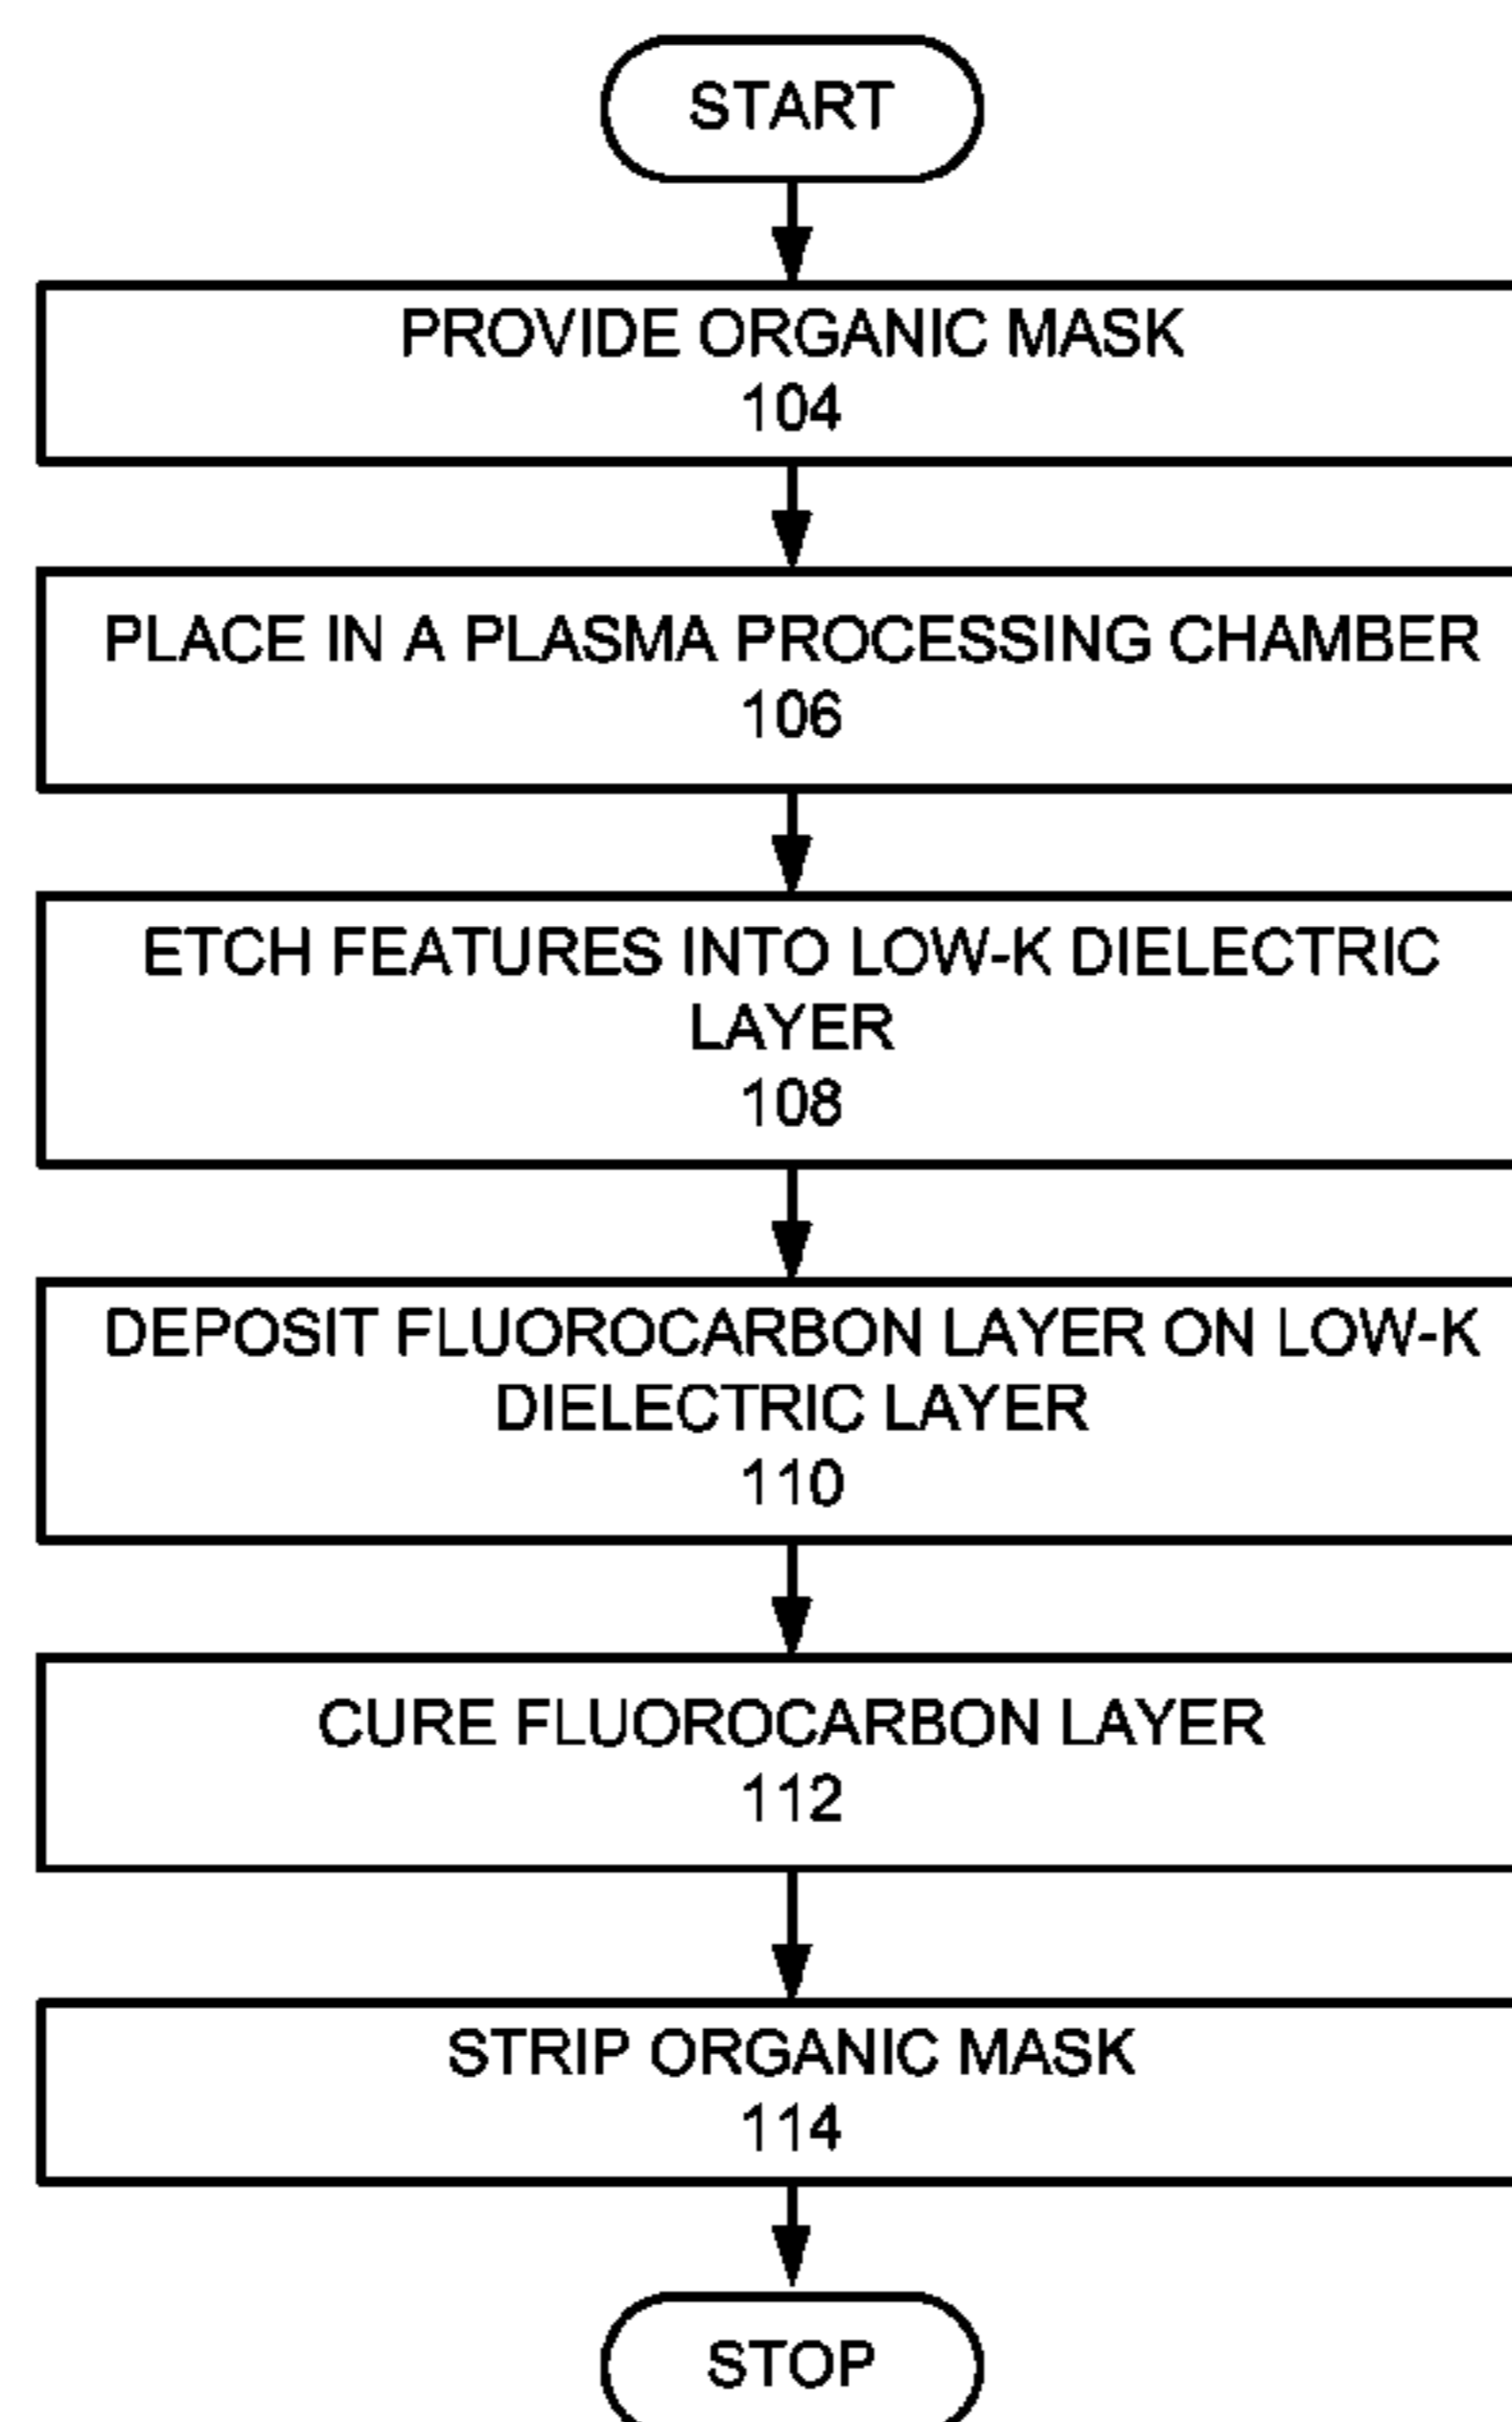 START
PROVIDE ORGANIC MASK
104
PLACE IN A PLASMA PROCESSING CHAMBER
106
ETCH FEATURES INTO LOW-K DIELECTRIC
LAYER
108
DEPOSIT FLUOROCARBON LAYER ON LOW-K
DIELECTRIC LAYER
110
CURE FLUOROCARBON LAYER
112
STRIP ORGANIC MASK
114
STOP